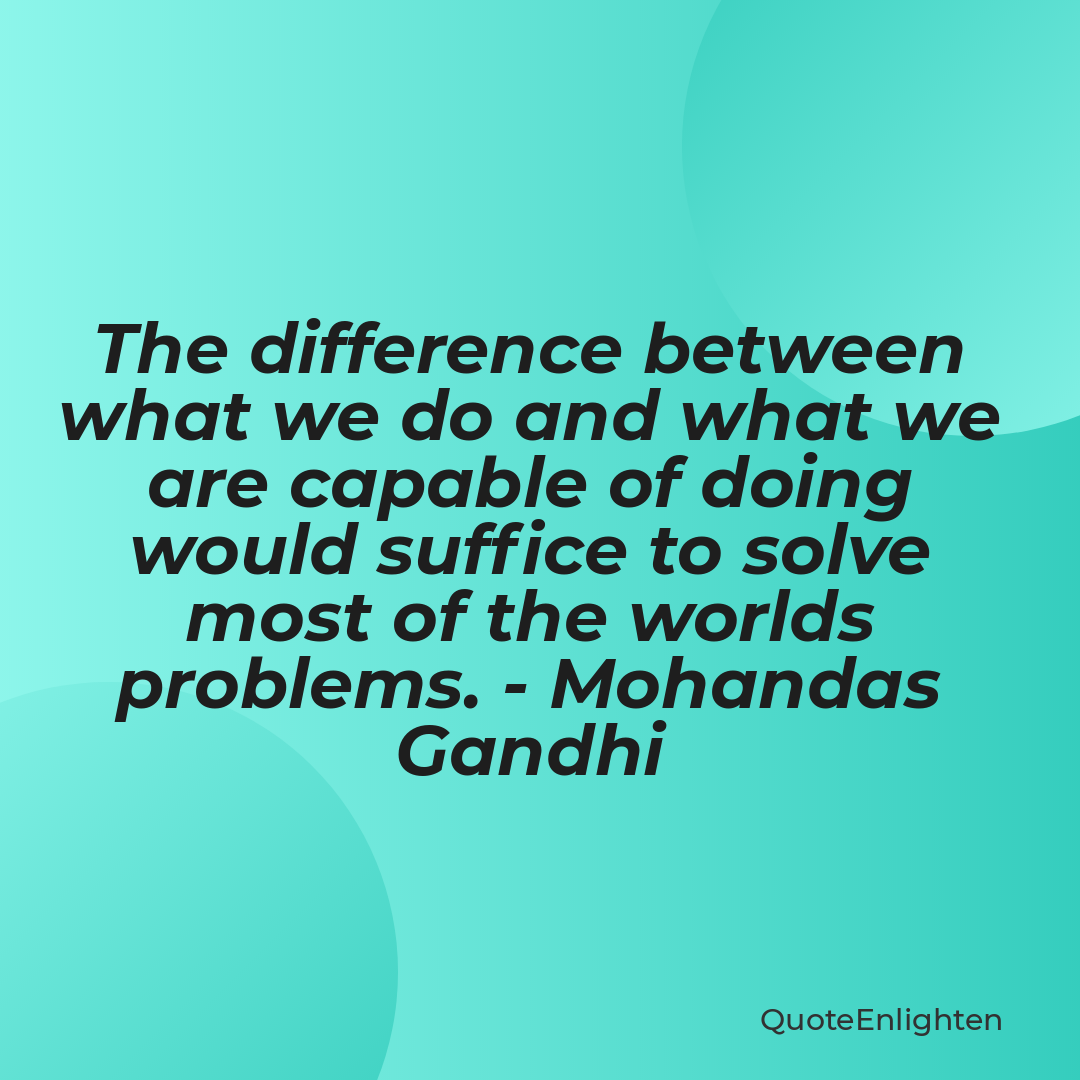 The difference between
what we do and what we
are capable of doing
would suffice to solve
most of the worlds
problems. - Mohandas
Gandhi
QuoteEnlighten